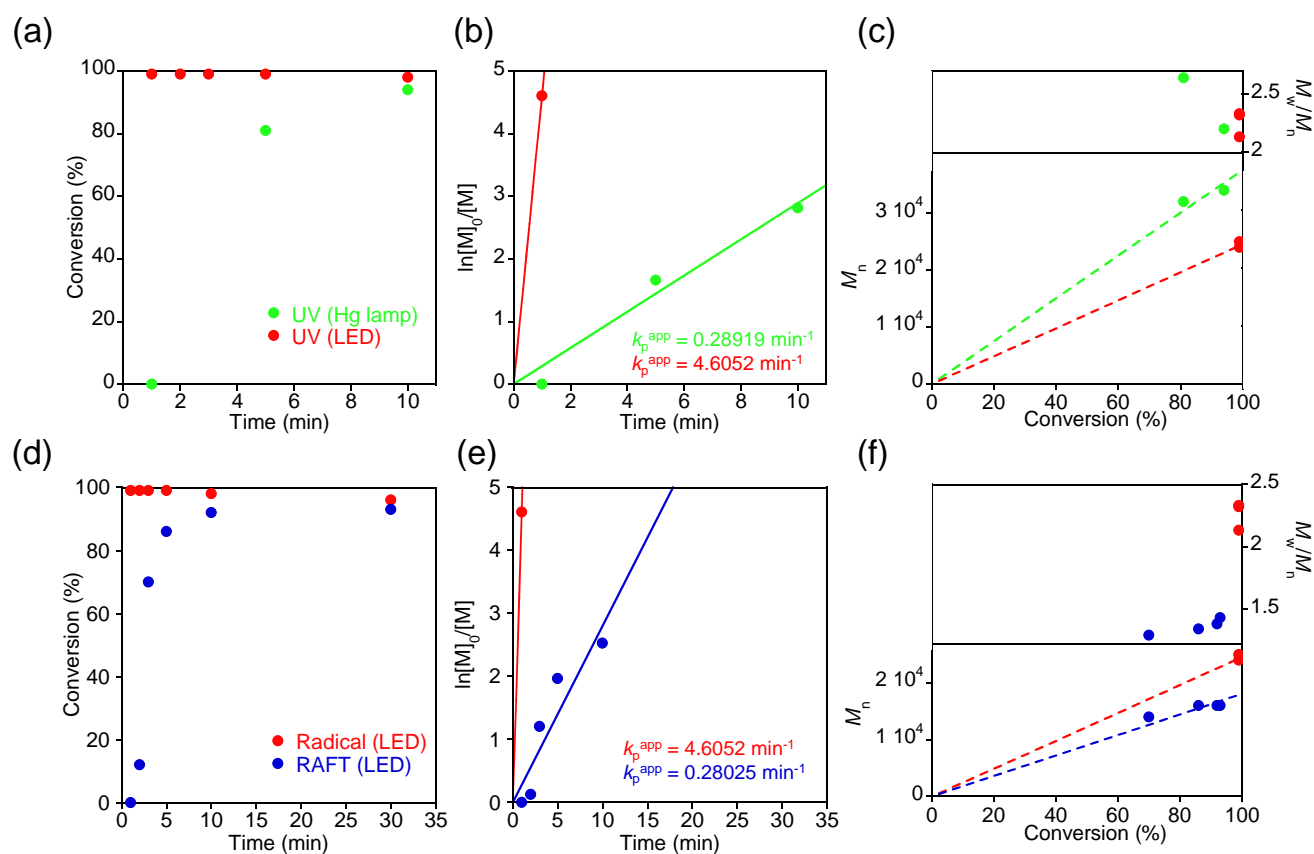 (a)
(b)
(c)
100
80
60
40
20
0
Conversion (%)
UV (Hg lamp)
UV (LED)
0 2 4 6 8 10
Time (min)
5
4
3
2
1
0
ln[M]₀/[M]
kₚᵃᵖᵖ = 0.28919 min⁻¹
kₚᵃᵖᵖ = 4.6052 min⁻¹
0 2 4 6 8 10
Time (min)
2.5
2
M_w/M_n
3 10⁴
2 10⁴
1 10⁴
0
M_n
0 20 40 60 80 100
Conversion (%)
(d)
(e)
(f)
100
80
60
40
20
0
Conversion (%)
Radical (LED)
RAFT (LED)
0 5 10 15 20 25 30 35
Time (min)
5
4
3
2
1
0
ln[M]₀/[M]
kₚᵃᵖᵖ = 4.6052 min⁻¹
kₚᵃᵖᵖ = 0.28025 min⁻¹
0 5 10 15 20 25 30 35
Time (min)
2.5
2
1.5
M_w/M_n
2 10⁴
1 10⁴
0
M_n
0 20 40 60 80 100
Conversion (%)